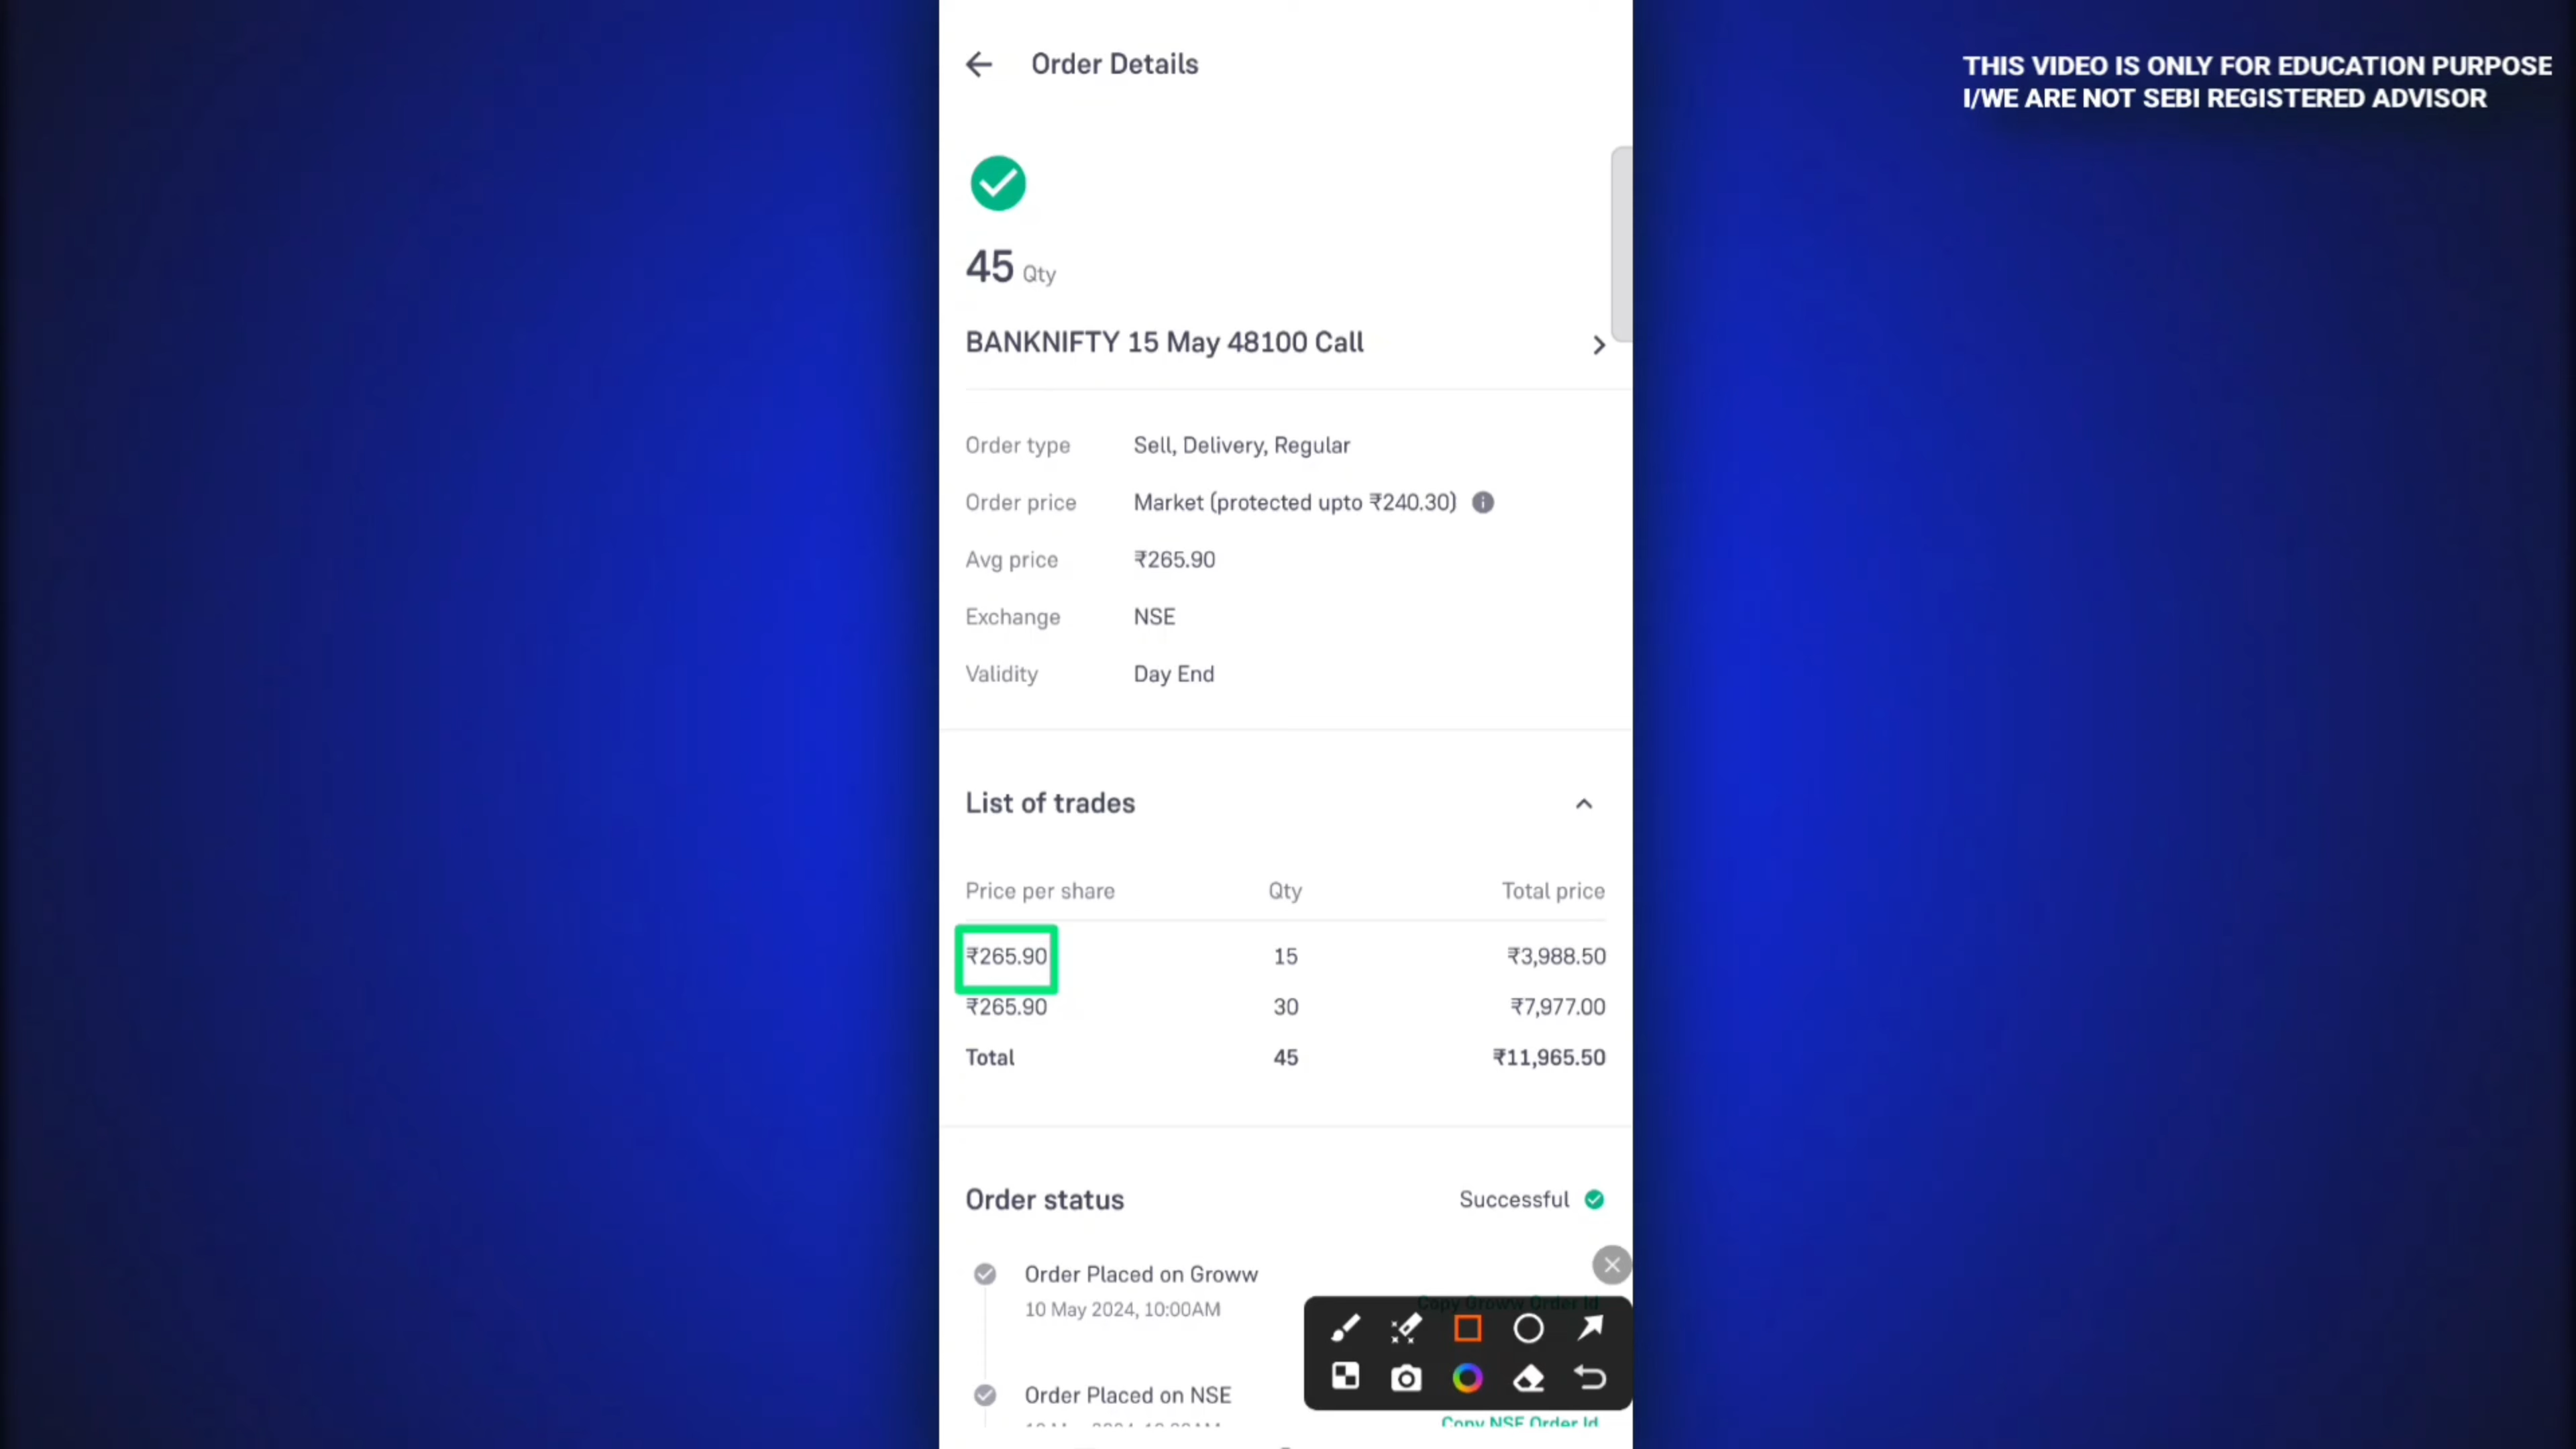 THIS VIDEO IS ONLY FOR EDUCATION PURPOSE
I/WE ARE NOT SEBI REGISTERED ADVISOR
Order Details
45 Qty
BANKNIFTY 15 May 48100 Call
Order type Sell, Delivery, Regular
Order price Market (protected upto ₹240.30)
Avg price ₹265.90
Exchange NSE
Validity Day End
List of trades
Price per share Qty Total price
₹265.90 15 ₹3,988.50
₹265.90 30 ₹7,977.00
Total 45 ₹11,965.50
Order status Successful
Order Placed on Groww
Copy Groww Order Id
10 May 2024, 10:00AM
Order Placed on NSE
Copy NSE Order Id